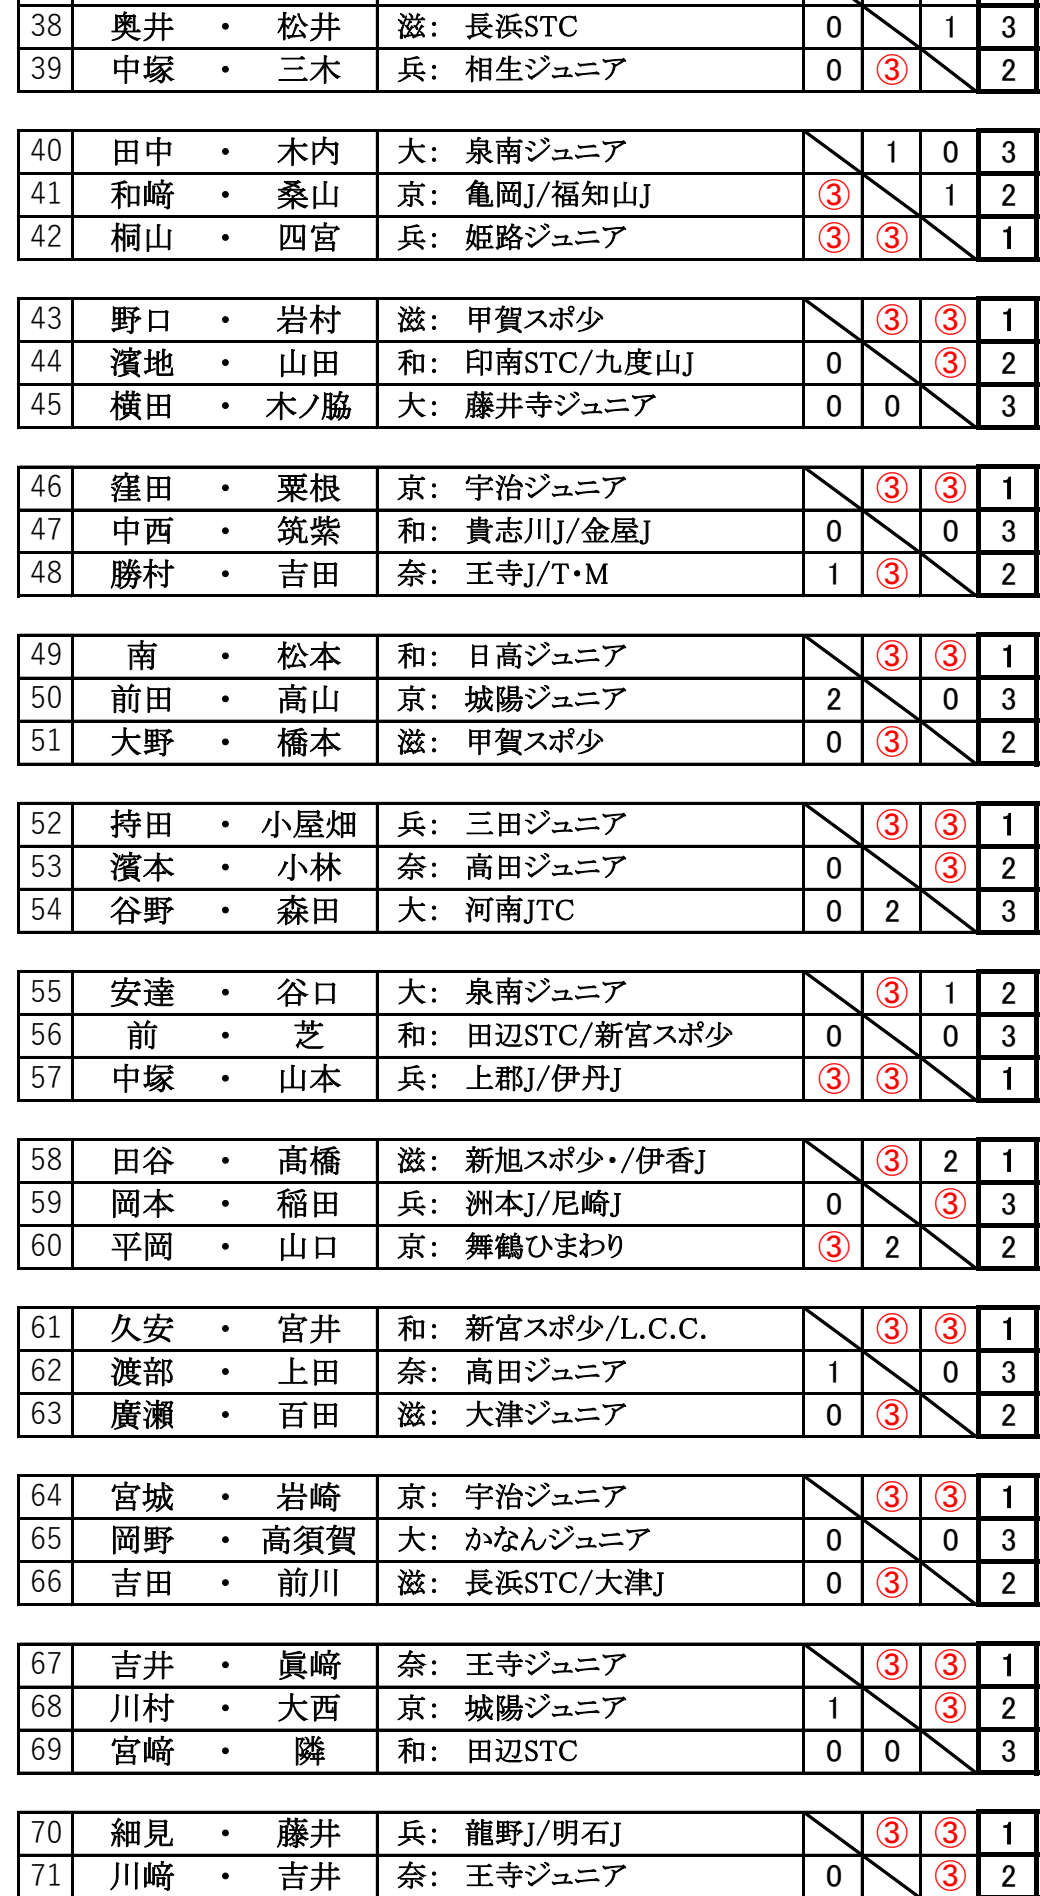 38 奥井 ・ 松井 滋： 長浜STC 0 1 3
39 中塚 ・ 三木 兵： 相生ジュニア 0 ③ 2
40 田中 ・ 木内 大： 泉南ジュニア 1 0 3
41 和﨑 ・ 桑山 京： 亀岡J/福知山J ③ 1 2
42 桐山 ・ 四宮 兵： 姫路ジュニア ③ ③ 1
43 野口 ・ 岩村 滋： 甲賀スポ少 ③ ③ 1
44 濱地 ・ 山田 和： 印南STC/九度山J 0 ③ 2
45 横田 ・ 木ノ脇 大： 藤井寺ジュニア 0 0 3
46 窪田 ・ 粟根 京： 宇治ジュニア ③ ③ 1
47 中西 ・ 筑紫 和： 貴志川J/金屋J 0 0 3
48 勝村 ・ 吉田 奈： 王寺J/T・M 1 ③ 2
49 南 ・ 松本 和： 日高ジュニア ③ ③ 1
50 前田 ・ 高山 京： 城陽ジュニア 2 0 3
51 大野 ・ 橋本 滋： 甲賀スポ少 0 ③ 2
52 持田 ・ 小屋畑 兵： 三田ジュニア ③ ③ 1
53 濱本 ・ 小林 奈： 高田ジュニア 0 ③ 2
54 谷野 ・ 森田 大： 河南JTC 0 2 3
55 安達 ・ 谷口 大： 泉南ジュニア ③ 1 2
56 前 ・ 芝 和： 田辺STC/新宮スポ少 0 0 3
57 中塚 ・ 山本 兵： 上郡J/伊丹J ③ ③ 1
58 田谷 ・ 髙橋 滋： 新旭スポ少・/伊香J ③ 2 1
59 岡本 ・ 稲田 兵： 洲本J/尼崎J 0 ③ 3
60 平岡 ・ 山口 京： 舞鶴ひまわり ③ 2 2
61 久安 ・ 宮井 和： 新宮スポ少/L.C.C. ③ ③ 1
62 渡部 ・ 上田 奈： 高田ジュニア 1 0 3
63 廣瀬 ・ 百田 滋： 大津ジュニア 0 ③ 2
64 宮城 ・ 岩崎 京： 宇治ジュニア ③ ③ 1
65 岡野 ・ 高須賀 大： かなんジュニア 0 0 3
66 吉田 ・ 前川 滋： 長浜STC/大津J 0 ③ 2
67 吉井 ・ 眞﨑 奈： 王寺ジュニア ③ ③ 1
68 川村 ・ 大西 京： 城陽ジュニア 1 ③ 2
69 宮﨑 ・ 隣 和： 田辺STC 0 0 3
70 細見 ・ 藤井 兵： 龍野J/明石J ③ ③ 1
71 川﨑 ・ 吉井 奈： 王寺ジュニア 0 ③ 2